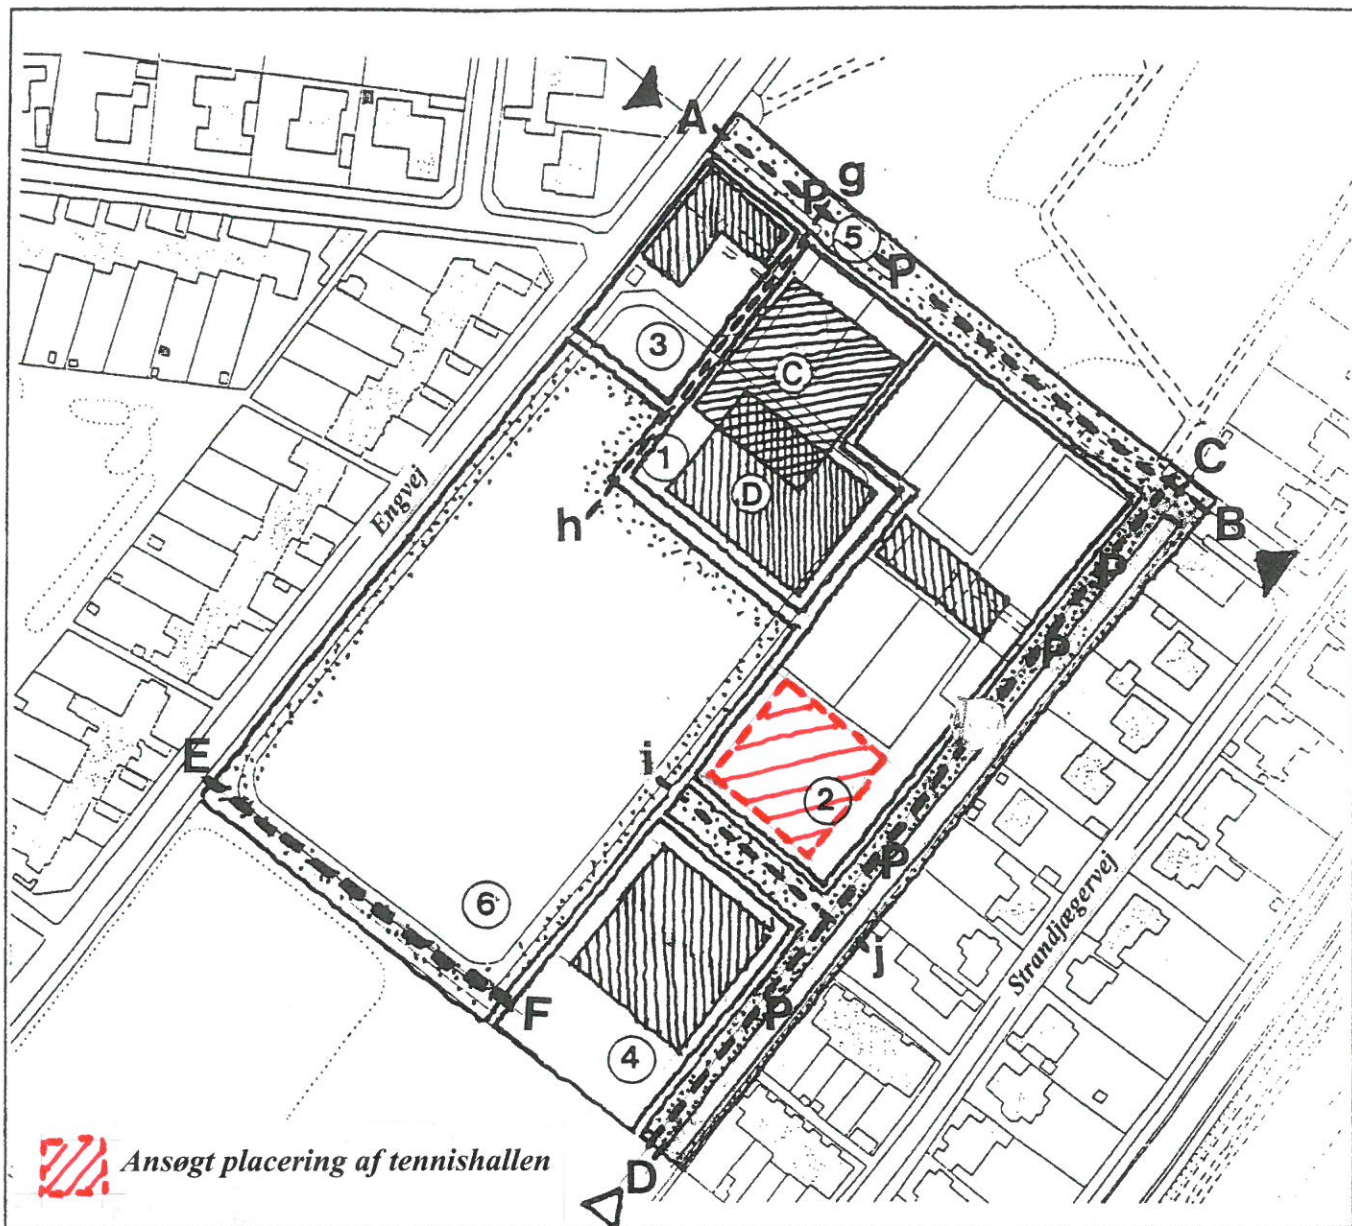 A
g
P
5
P
3
C
C
1
D
B
h
Engvej
P
P
E
i
2
P
6
j
Strandjægervej
F
P
4
Ansøgt placering af tennishallen
D